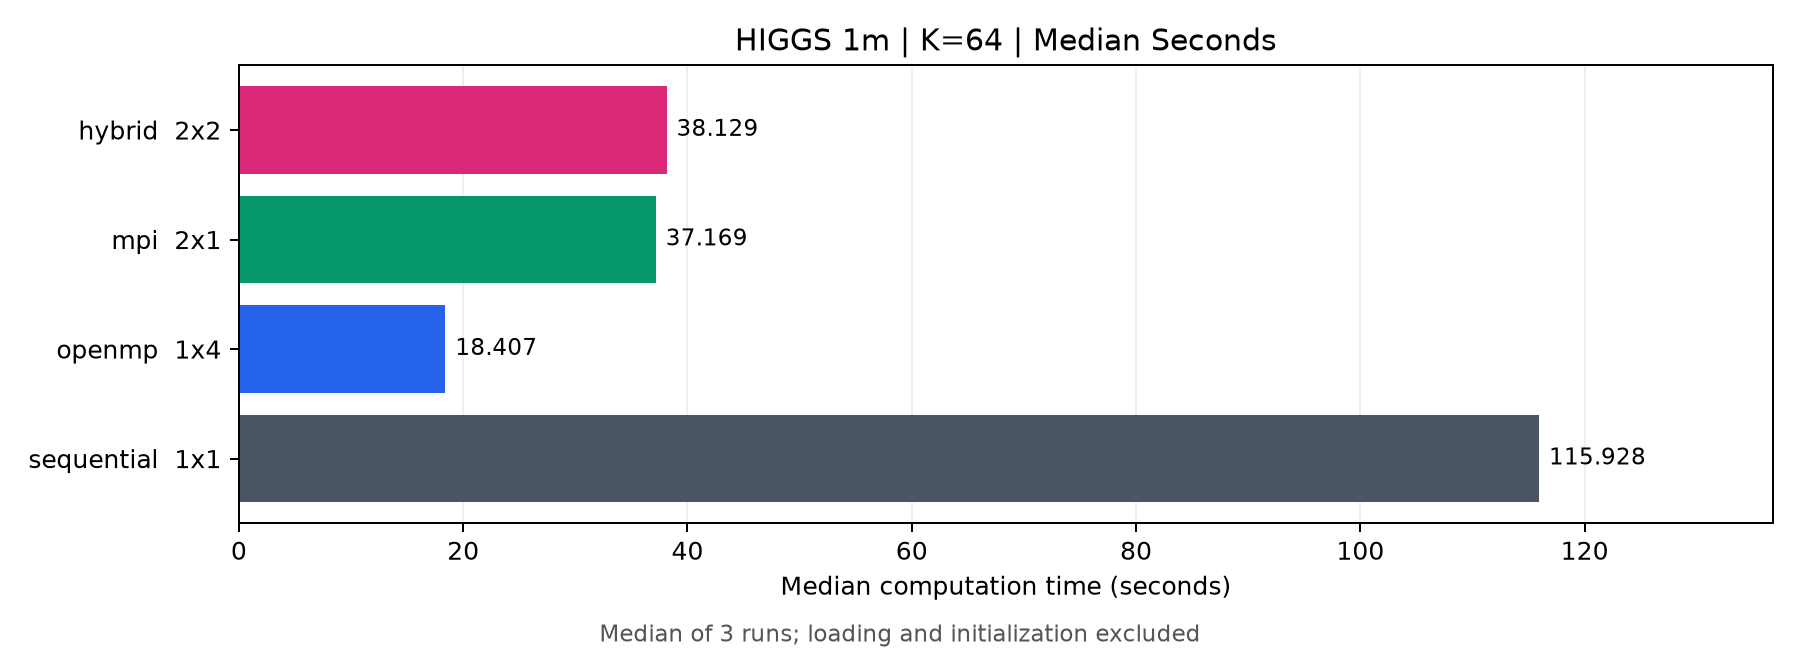 HIGGS 1m | K=64 | Median Seconds
hybrid 2x2 38.129
mpi 2x1 37.169
openmp 1x4 18.407
sequential 1x1 115.928
0 20 40 60 80 100 120
Median computation time (seconds)
Median of 3 runs; loading and initialization excluded